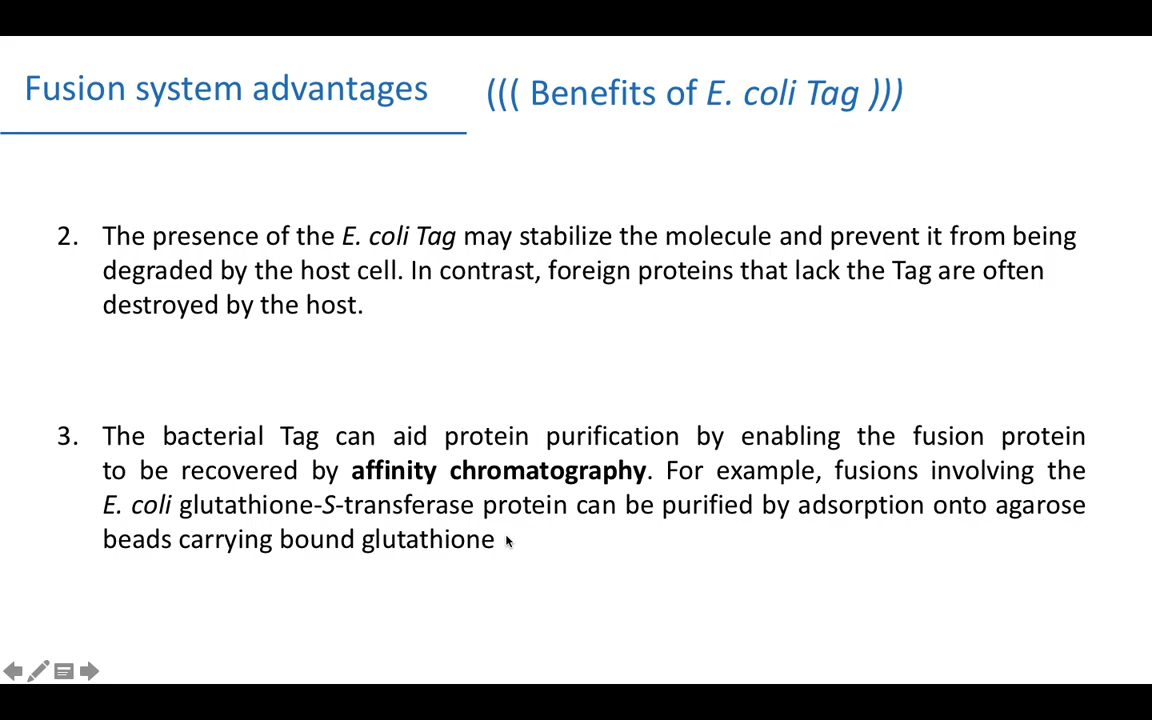 Fusion system advantages ((( Benefits of E. coli Tag )))
2. The presence of the E. coli Tag may stabilize the molecule and prevent it from being
degraded by the host cell. In contrast, foreign proteins that lack the Tag are often
destroyed by the host.
3. The bacterial Tag can aid protein purification by enabling the fusion protein
to be recovered by affinity chromatography. For example, fusions involving the
E. coli glutathione-S-transferase protein can be purified by adsorption onto agarose
beads carrying bound glutathione